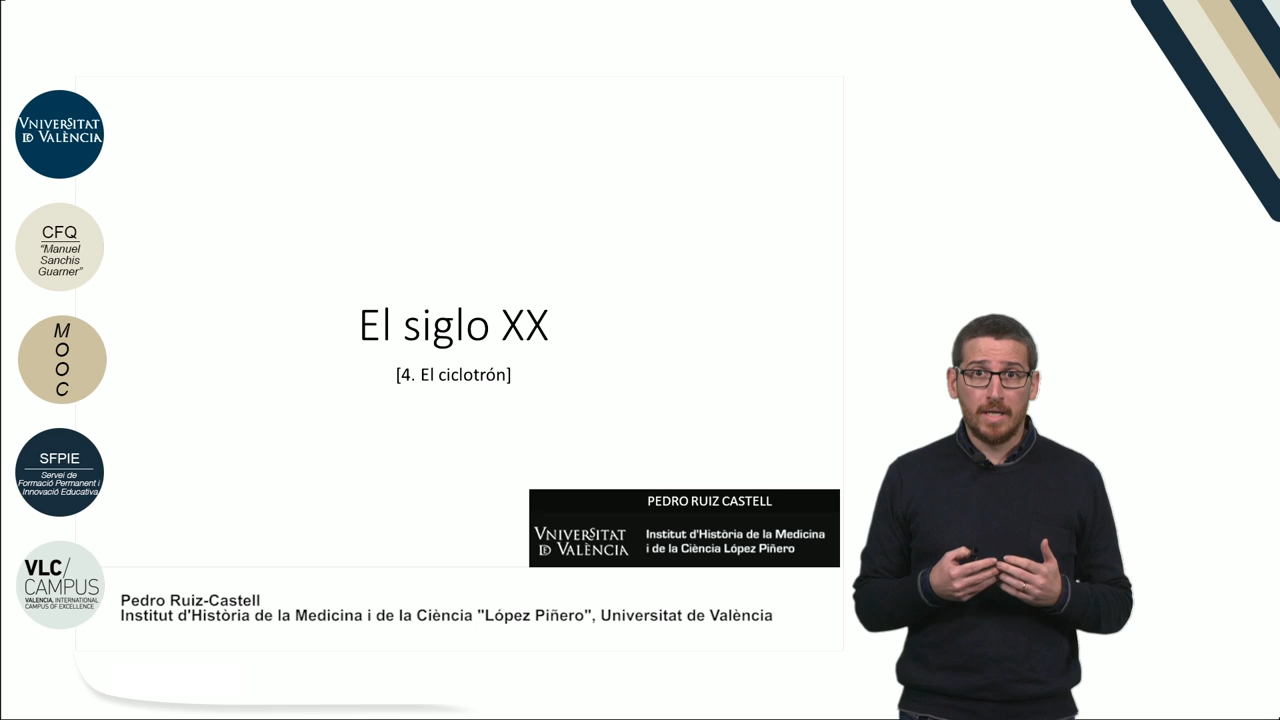 VNIVERSITAT
DE VALÈNCIA
CFQ
"Manuel
Sanchis
Guarner"
M
O
O
C
SFPIE
Servei de
Formació Permanent i
Innovació Educativa
VLC/
CAMPUS
VALENCIA, INTERNATIONAL
CAMPUS OF EXCELLENCE
El siglo XX
[4. El ciclotrón]
PEDRO RUIZ CASTELL
VNIVERSITAT
DE VALÈNCIA
Institut d'Història de la Medicina
i de la Ciència López Piñero
Pedro Ruiz-Castell
Institut d'Història de la Medicina i de la Ciència "López Piñero", Universitat de València